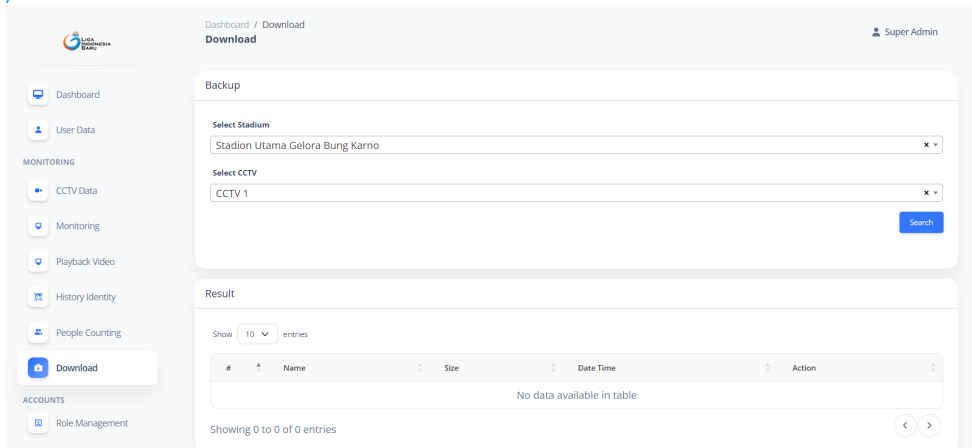 LIGA
INDONESIA
BARU
Dashboard
User Data
MONITORING
CCTV Data
Monitoring
Playback Video
History Identity
People Counting
Download
ACCOUNTS
Role Management
Dashboard / Download
Download
Super Admin
Backup
Select Stadium
Stadion Utama Gelora Bung Karno
Select CCTV
CCTV 1
Search
Result
Show 10 entries
# Name Size Date Time Action
No data available in table
Showing 0 to 0 of 0 entries